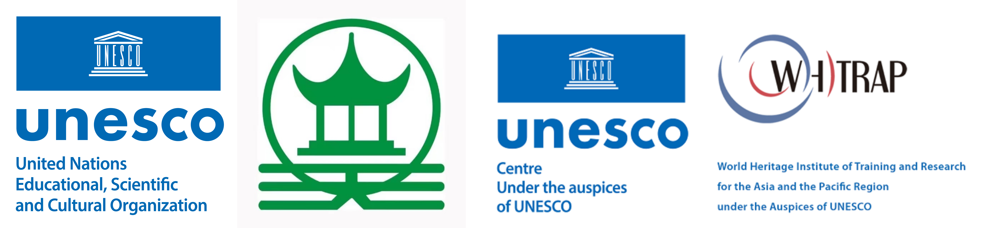 UNESCO
unesco
United Nations
Educational, Scientific
and Cultural Organization
UNESCO
unesco
Centre
Under the auspices
of UNESCO
WHITRAP
World Heritage Institute of Training and Research
for the Asia and the Pacific Region
under the Auspices of UNESCO